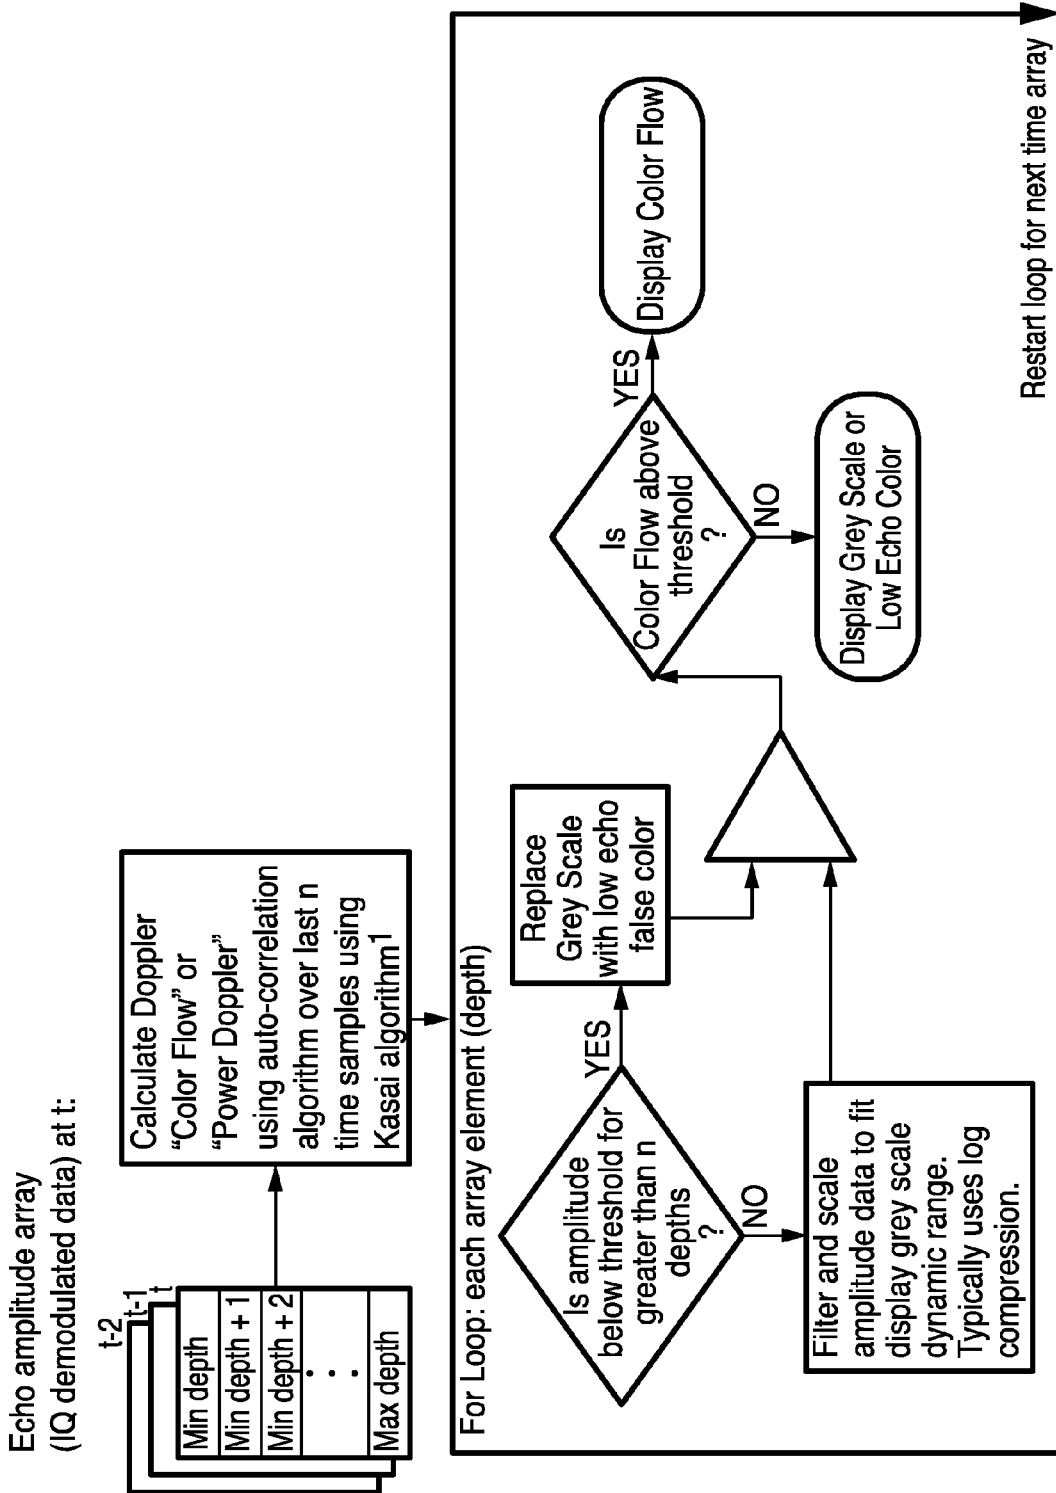 Echo amplitude array
(IQ demodulated data) at t:
t-2
t-1
t
Min depth
Min depth + 1
Min depth + 2
. . .
Max depth
Calculate Doppler
“Color Flow” or
“Power Doppler”
using auto-correlation
algorithm over last n
time samples using
Kasai algorithm1
For Loop: each array element (depth)
Is amplitude
below threshold for
greater than n
depths
?
YES
NO
Replace
Grey Scale
with low echo
false color
Filter and scale
amplitude data to fit
display grey scale
dynamic range.
Typically uses log
compression.
Is
Color Flow above
threshold
?
YES
NO
Display Color Flow
Display Grey Scale or
Low Echo Color
Restart loop for next time array